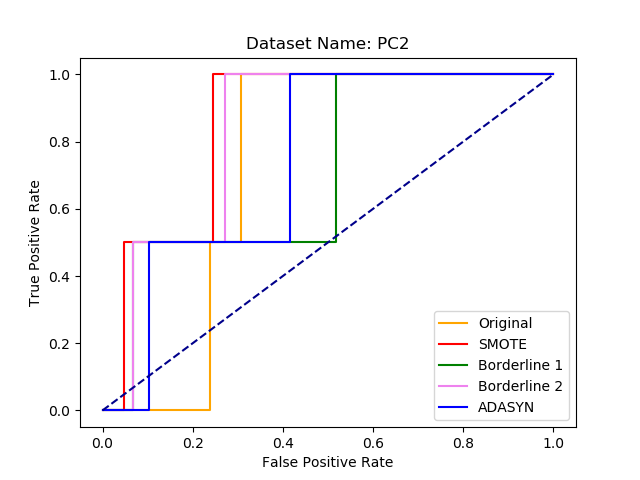 Dataset Name: PC2
1.0
0.8
0.6
0.4
0.2
0.0
True Positive Rate
Original
SMOTE
Borderline 1
Borderline 2
ADASYN
0.0 0.2 0.4 0.6 0.8 1.0
False Positive Rate